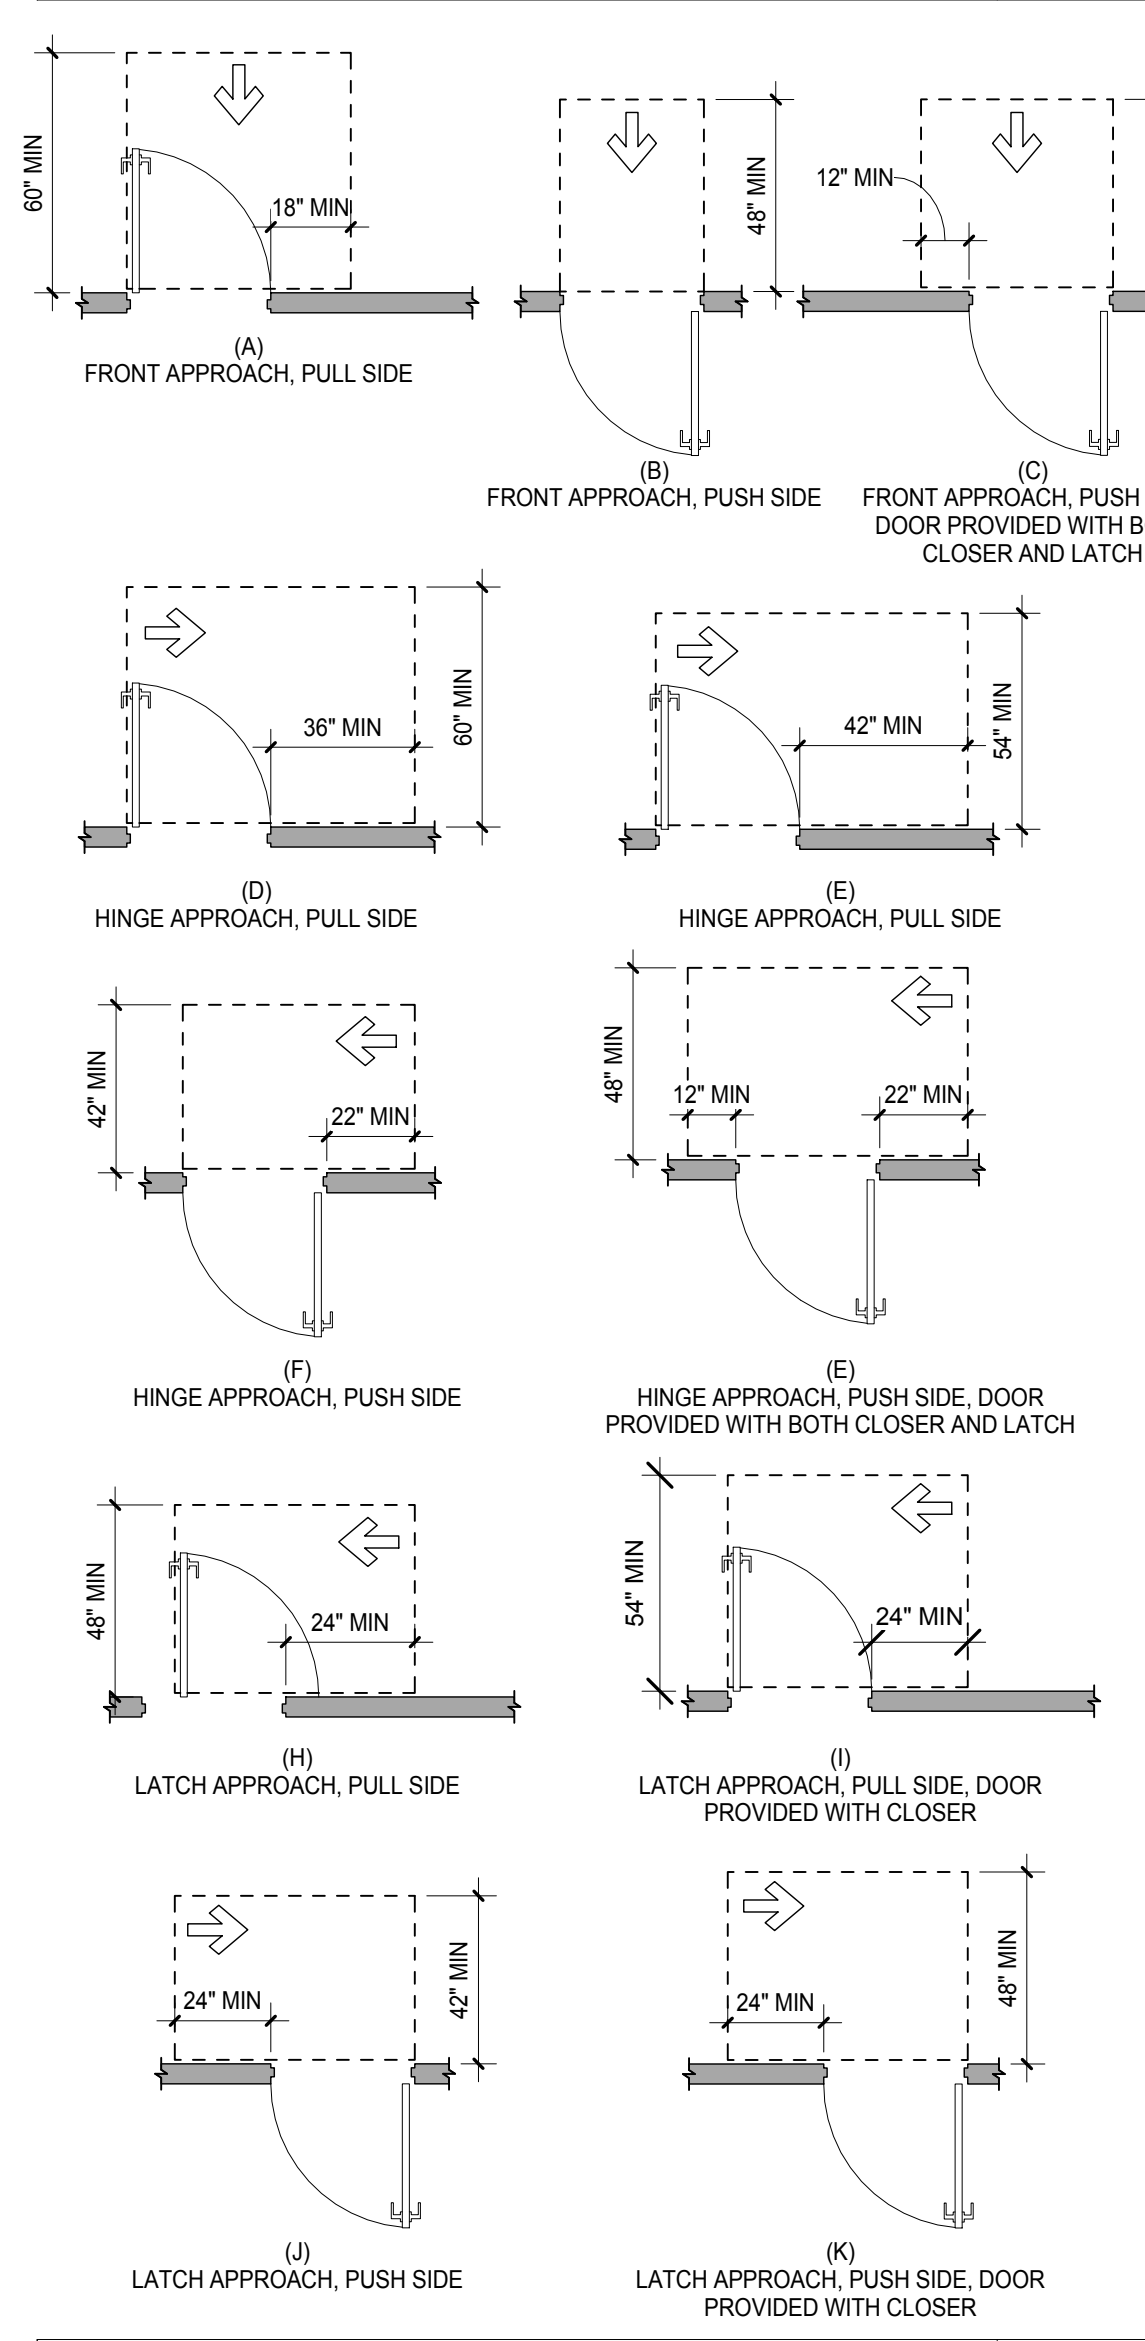 60" MIN
18" MIN
(A)
FRONT APPROACH, PULL SIDE
48" MIN
(B)
FRONT APPROACH, PUSH SIDE
12" MIN
(C)
FRONT APPROACH, PUSH
DOOR PROVIDED WITH B
CLOSER AND LATCH
36" MIN
60" MIN
(D)
HINGE APPROACH, PULL SIDE
42" MIN
54" MIN
(E)
HINGE APPROACH, PULL SIDE
42" MIN
22" MIN
(F)
HINGE APPROACH, PUSH SIDE
48" MIN
12" MIN
22" MIN
(E)
HINGE APPROACH, PUSH SIDE, DOOR
PROVIDED WITH BOTH CLOSER AND LATCH
48" MIN
24" MIN
(H)
LATCH APPROACH, PULL SIDE
54" MIN
24" MIN
(I)
LATCH APPROACH, PULL SIDE, DOOR
PROVIDED WITH CLOSER
24" MIN
42" MIN
(J)
LATCH APPROACH, PUSH SIDE
24" MIN
48" MIN
(K)
LATCH APPROACH, PUSH SIDE, DOOR
PROVIDED WITH CLOSER